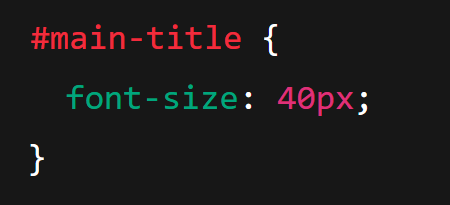 #main-title {
  font-size: 40px;
}